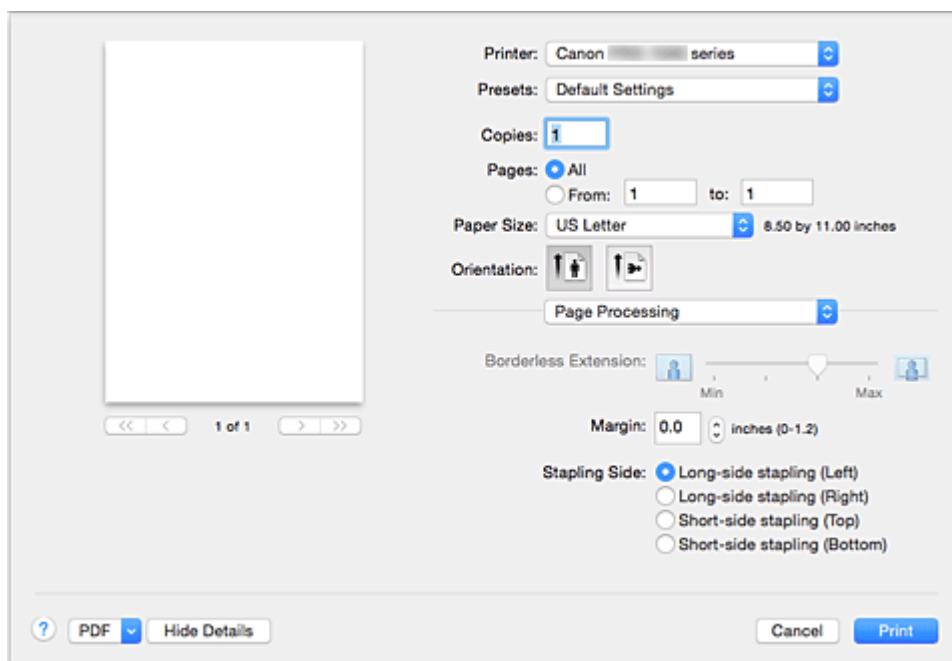 Printer: Canon series
Presets: Default Settings
Copies: 1
Pages: All
From: 1 to: 1
Paper Size: US Letter 8.50 by 11.00 inches
Orientation:
Page Processing
Borderless Extension:
Min Max
1 of 1
Margin: 0.0 inches (0-1.2)
Stapling Side: Long-side stapling (Left)
Long-side stapling (Right)
Short-side stapling (Top)
Short-side stapling (Bottom)
? PDF Hide Details Cancel Print